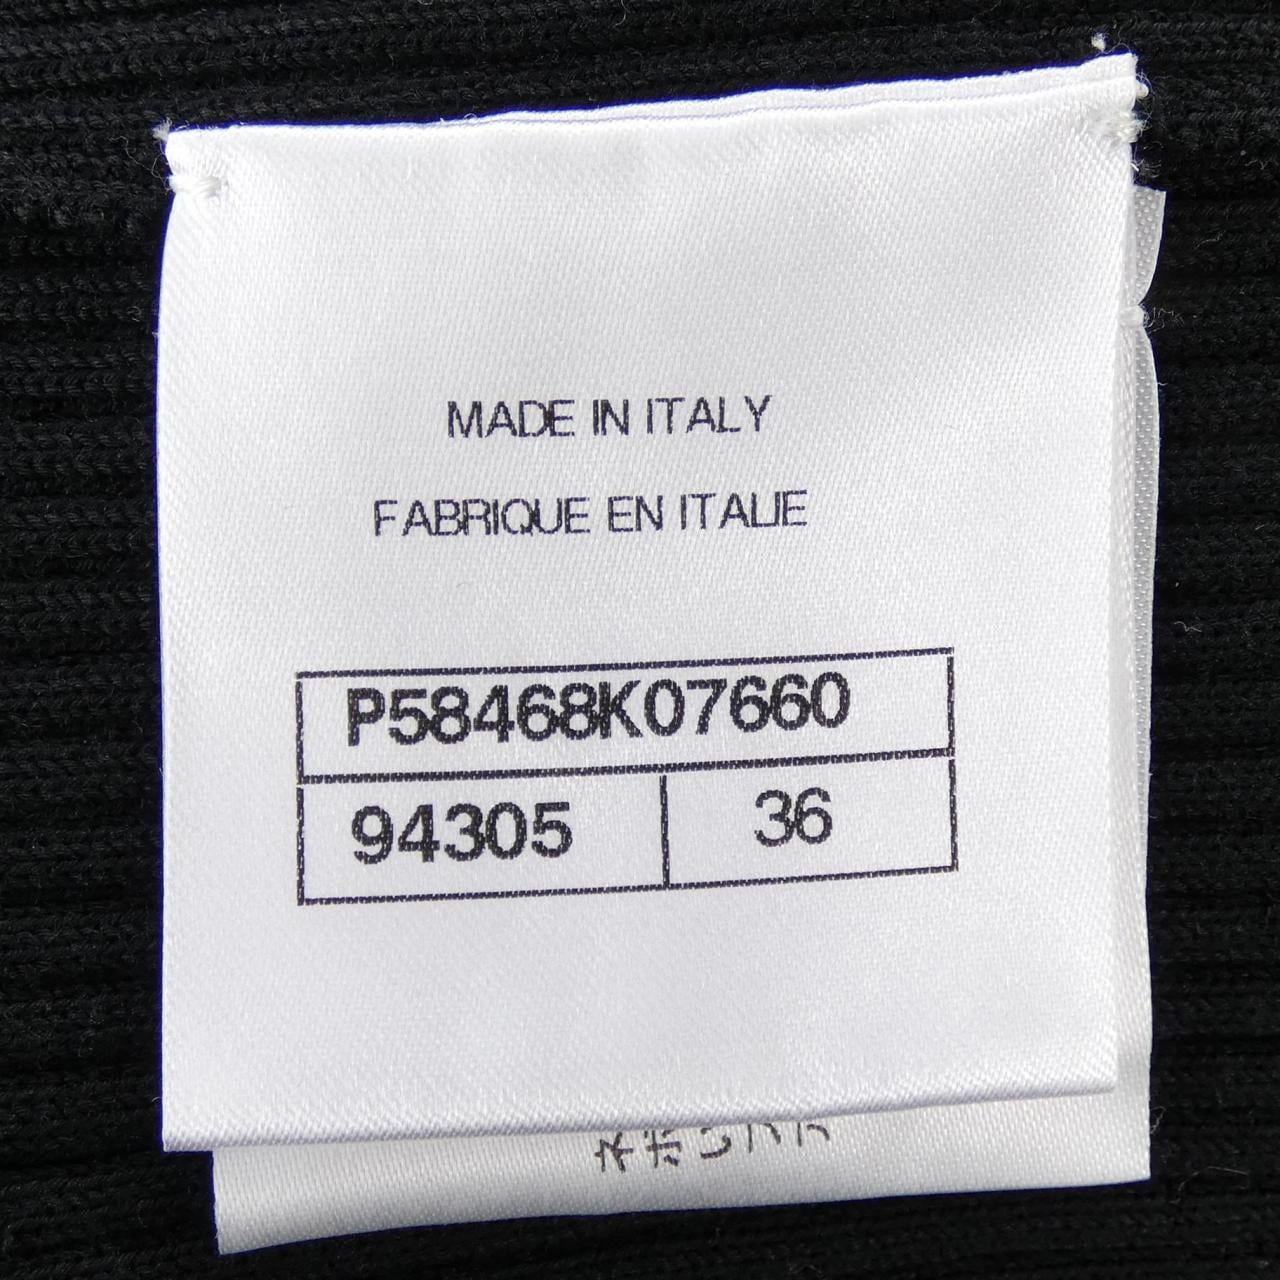 MADE IN ITALY
FABRIQUE EN ITALIE
P58468K07660
94305 36